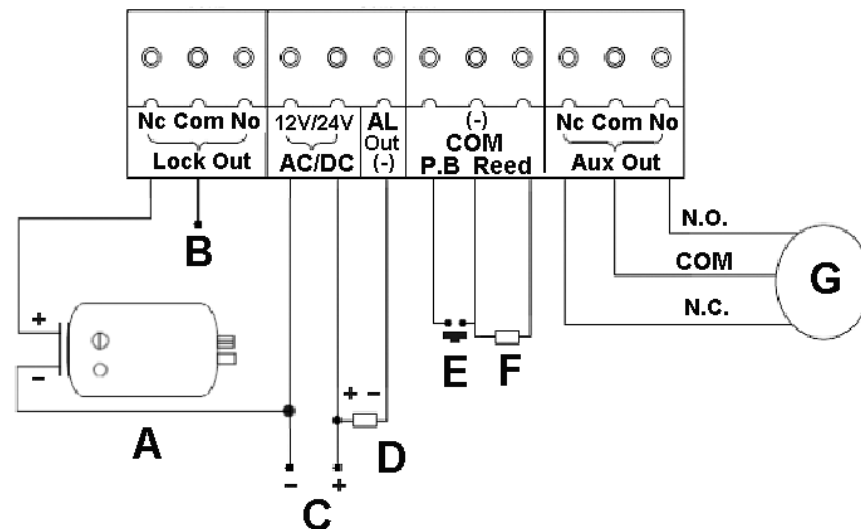 Nc Com No
Lock Out
12V/24V
AC/DC
AL
Out
(-)
(-)
COM
P.B Reed
Nc Com No
Aux Out
N.O.
COM
N.C.
G
B
+
−
A
E
F
+ −
D
− +
C